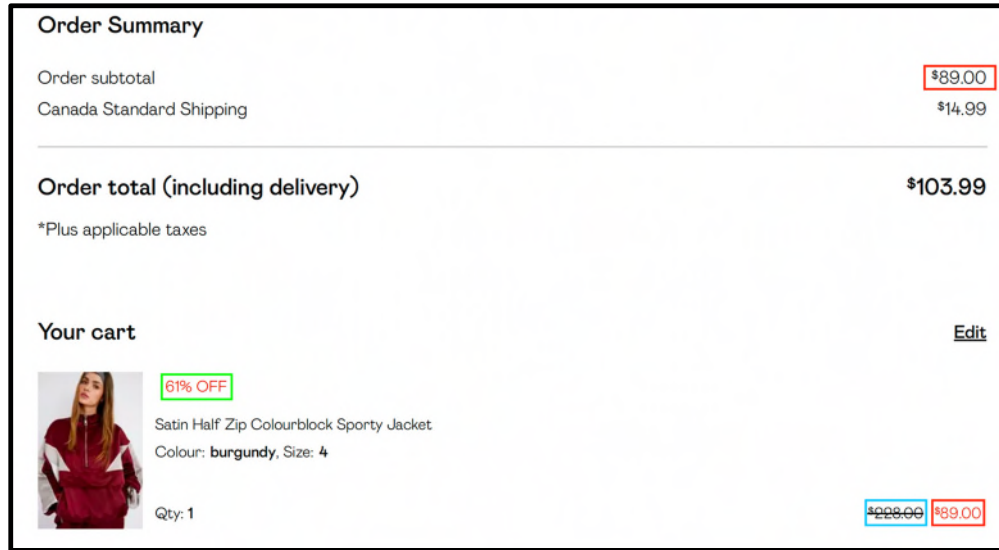 Order Summary
Order subtotal $89.00
Canada Standard Shipping $14.99
Order total (including delivery) $103.99
*Plus applicable taxes
Your cart Edit
61% OFF
Satin Half Zip Colourblock Sporty Jacket
Colour: burgundy, Size: 4
Qty: 1 $228.00 $89.00